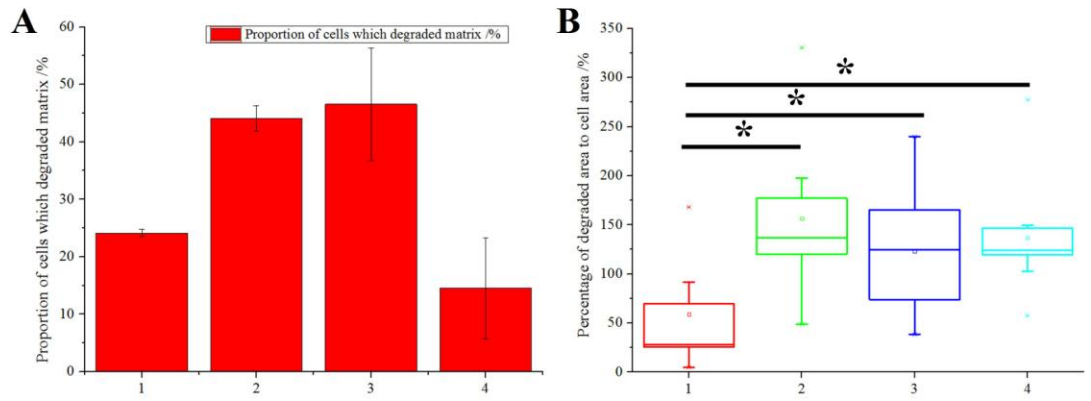 A
Proportion of cells which degraded matrix /%
Proportion of cells which degraded matrix /%
60
50
40
30
20
10
0
1 2 3 4
B
Percentage of degraded area to cell area /%
350
300
250
200
150
100
50
0
*
*
*
1 2 3 4